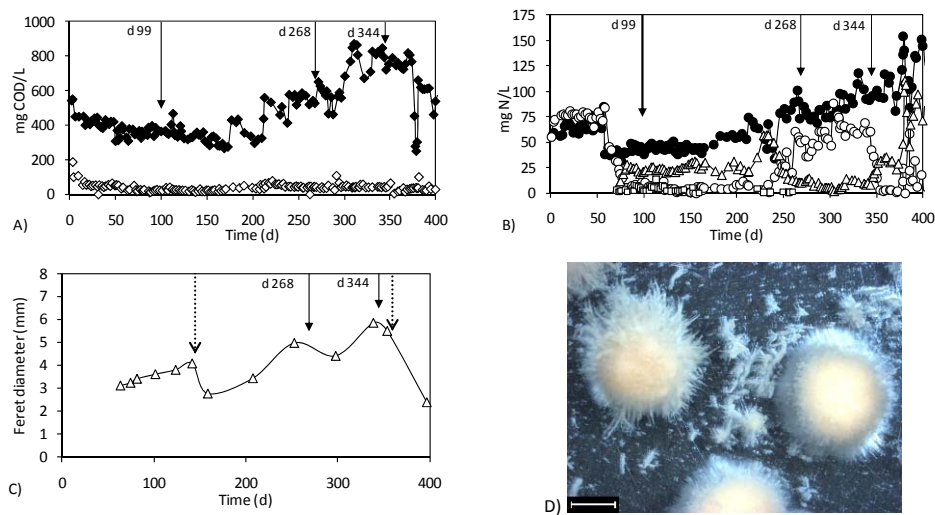 1000
800
600
400
200
0
mg COD/L
d 99
d 268
d 344
0 50 100 150 200 250 300 350 400
Time (d)
A)
175
150
125
100
75
50
25
0
mg N/L
d 99
d 268
d 344
0 50 100 150 200 250 300 350 400
Time (d)
B)
8
7
6
5
4
3
2
1
0
Feret diameter (mm)
d 268
d 344
0 100 200 300 400
Time (d)
C)
D)